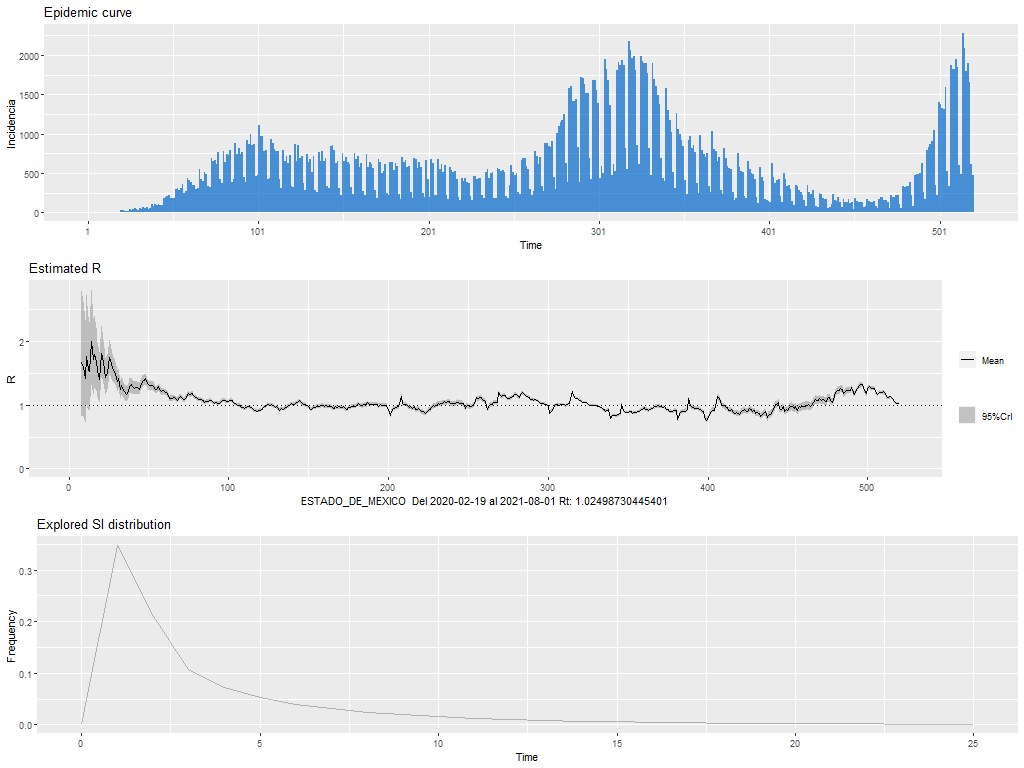 Epidemic curve
2000
1500
1000
500
0
Incidencia
1 101 201 301 401 501
Time
Estimated R
2
1
0
R
Mean
95%CrI
0 100 200 300 400 500
ESTADO_DE_MEXICO Del 2020-02-19 al 2021-08-01 Rt: 1.02498730445401
Explored SI distribution
0.3
0.2
0.1
0.0
Frequency
0 5 10 15 20 25
Time